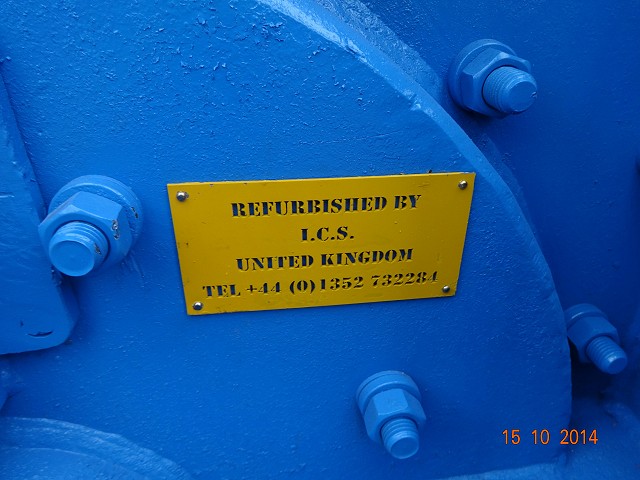 REFURBISHED BY
I.C.S.
UNITED KINGDOM
TEL +44 (0)1352 732284
15 10 2014